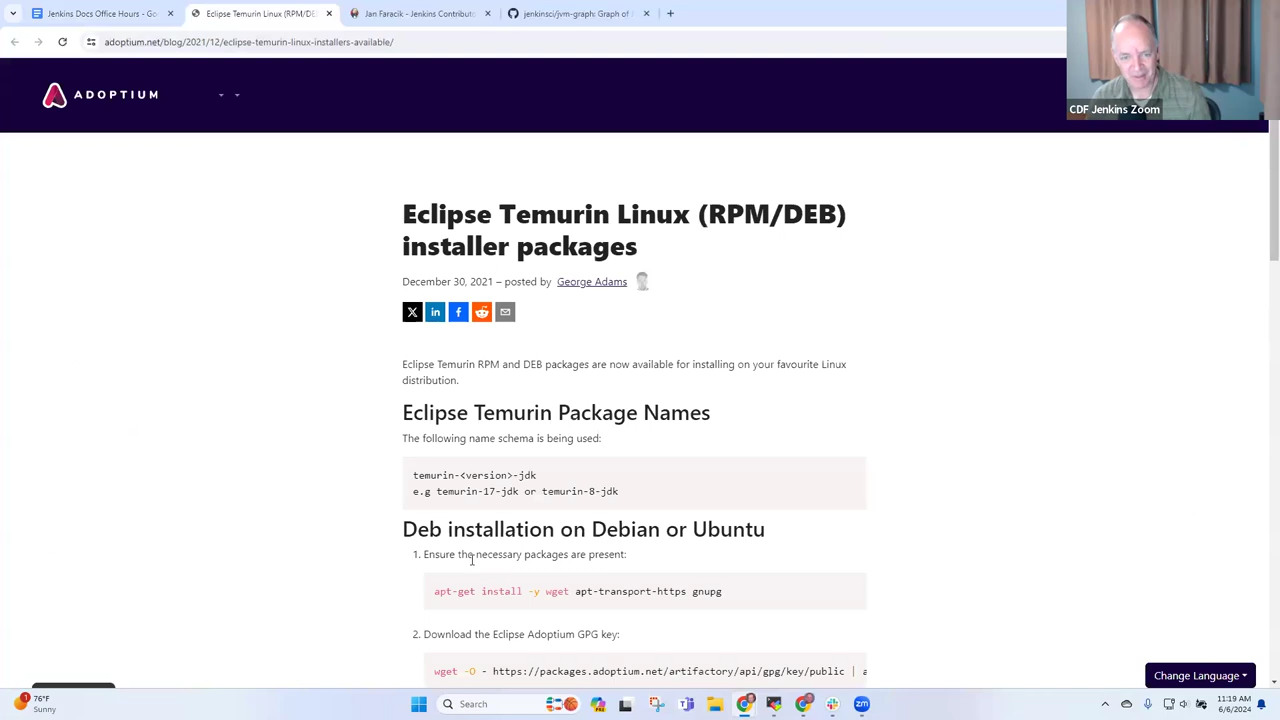 Jenkins Docs Office Hours - Go
Eclipse Temurin Linux (RPM/DE
Jan Faracik - Jenkins Contribut
jenkinsci/jvm-graph: Graph of J
adoptium.net/blog/2021/12/eclipse-temurin-linux-installers-available/
CDF Jenkins Zoom
ADOPTIUM
Eclipse Temurin Linux (RPM/DEB)
installer packages
December 30, 2021 – posted by George Adams
Eclipse Temurin RPM and DEB packages are now available for installing on your favourite Linux
distribution.
Eclipse Temurin Package Names
The following name schema is being used:
temurin-<version>-jdk
e.g temurin-17-jdk or temurin-8-jdk
Deb installation on Debian or Ubuntu
1. Ensure the necessary packages are present:
apt-get install -y wget apt-transport-https gnupg
2. Download the Eclipse Adoptium GPG key:
wget -O - https://packages.adoptium.net/artifactory/api/gpg/key/public | a
Change Language
1
76°F
Sunny
Search
zm
11:19 AM
6/6/2024